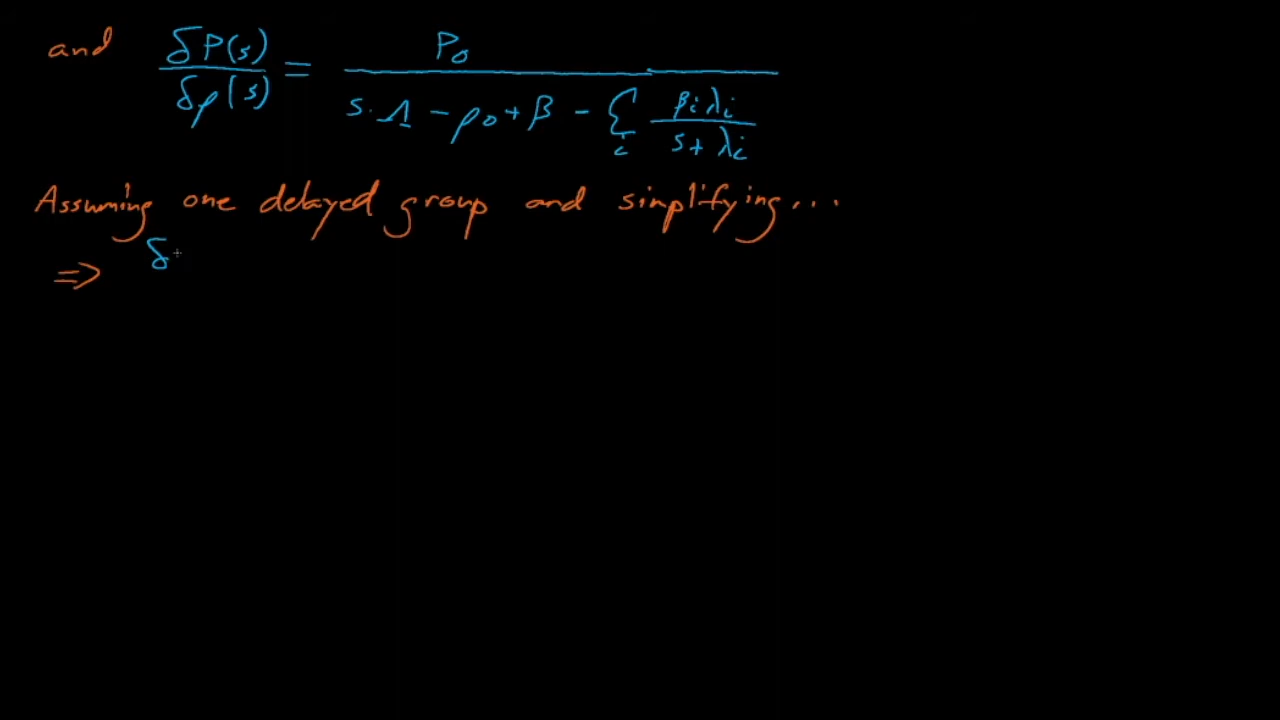 and δP(s)/δρ(s) = P₀/(s·Λ - ρ₀ + β - Σᵢ βᵢλᵢ/(s+λᵢ))
Assuming one delayed group and simplifying...
⇒ δ